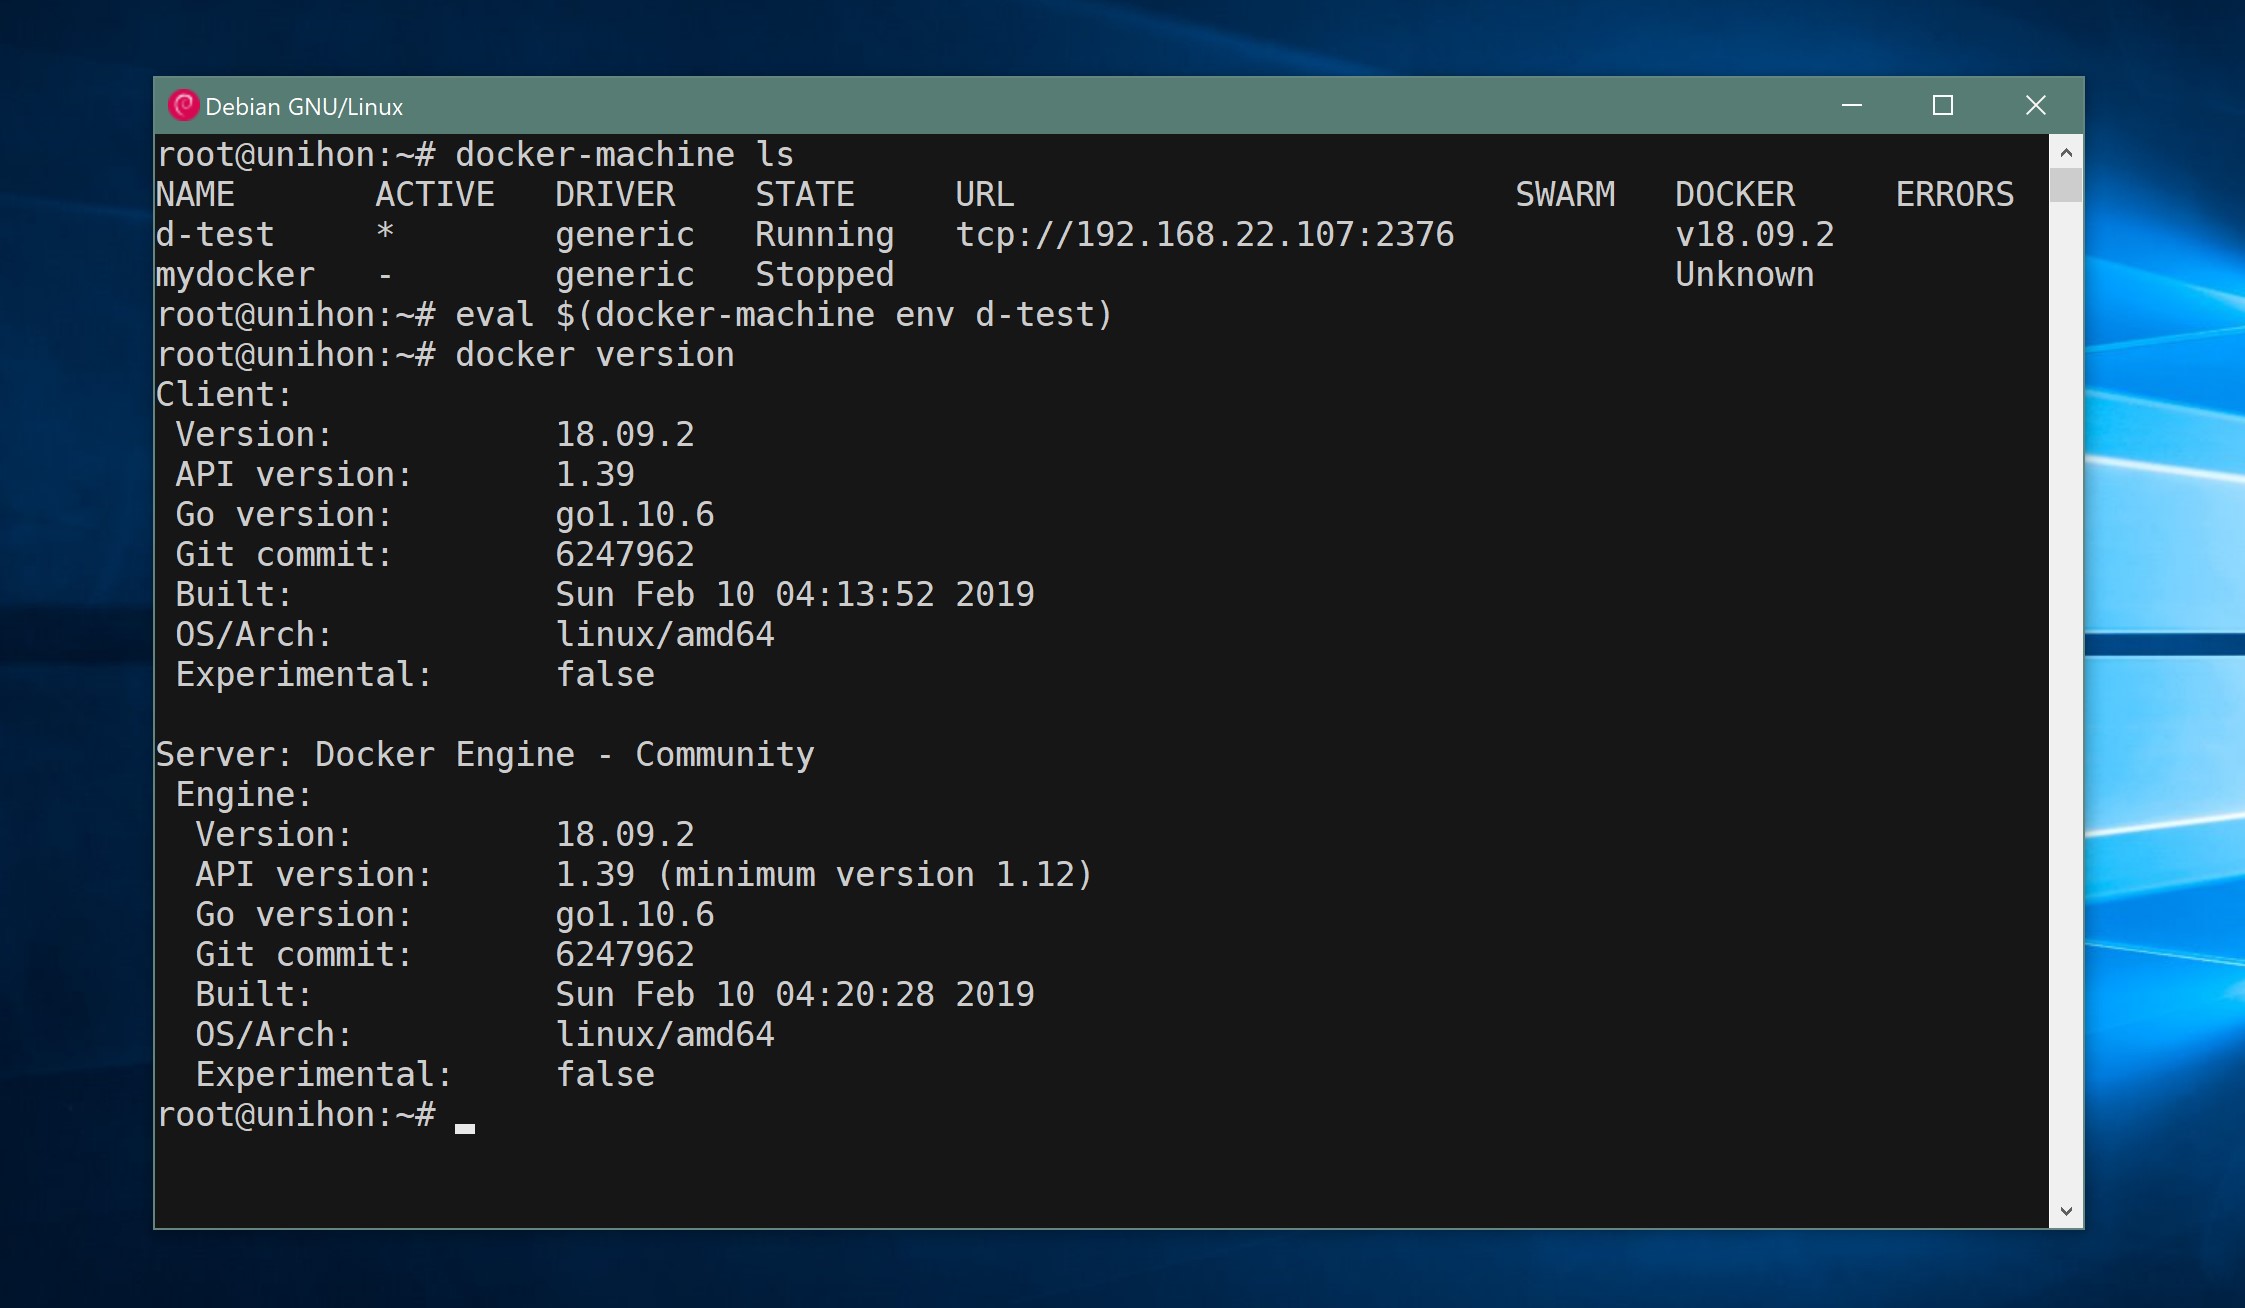 Debian GNU/Linux
root@unihon:~# docker-machine ls
NAME       ACTIVE   DRIVER    STATE     URL                         SWARM   DOCKER     ERRORS
d-test     *        generic   Running   tcp://192.168.22.107:2376           v18.09.2
mydocker   -        generic   Stopped                                       Unknown
root@unihon:~# eval $(docker-machine env d-test)
root@unihon:~# docker version
Client:
 Version:           18.09.2
 API version:       1.39
 Go version:        go1.10.6
 Git commit:        6247962
 Built:             Sun Feb 10 04:13:52 2019
 OS/Arch:           linux/amd64
 Experimental:      false

Server: Docker Engine - Community
 Engine:
  Version:          18.09.2
  API version:      1.39 (minimum version 1.12)
  Go version:       go1.10.6
  Git commit:       6247962
  Built:            Sun Feb 10 04:20:28 2019
  OS/Arch:          linux/amd64
  Experimental:     false
root@unihon:~#